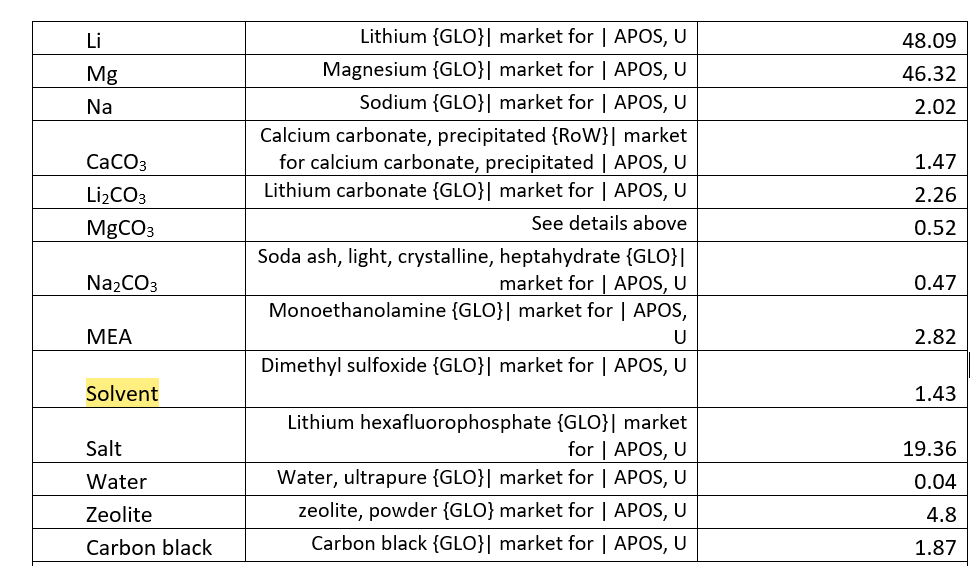 Li Lithium {GLO}| market for | APOS, U 48.09
Mg Magnesium {GLO}| market for | APOS, U 46.32
Na Sodium {GLO}| market for | APOS, U 2.02
Calcium carbonate, precipitated {RoW}| market
CaCO₃ for calcium carbonate, precipitated | APOS, U 1.47
Li₂CO₃ Lithium carbonate {GLO}| market for | APOS, U 2.26
MgCO₃ See details above 0.52
Soda ash, light, crystalline, heptahydrate {GLO}|
Na₂CO₃ market for | APOS, U 0.47
Monoethanolamine {GLO}| market for | APOS,
MEA U 2.82
Dimethyl sulfoxide {GLO}| market for | APOS, U
Solvent 1.43
Lithium hexafluorophosphate {GLO}| market
Salt for | APOS, U 19.36
Water Water, ultrapure {GLO}| market for | APOS, U 0.04
Zeolite zeolite, powder {GLO} market for | APOS, U 4.8
Carbon black Carbon black {GLO}| market for | APOS, U 1.87